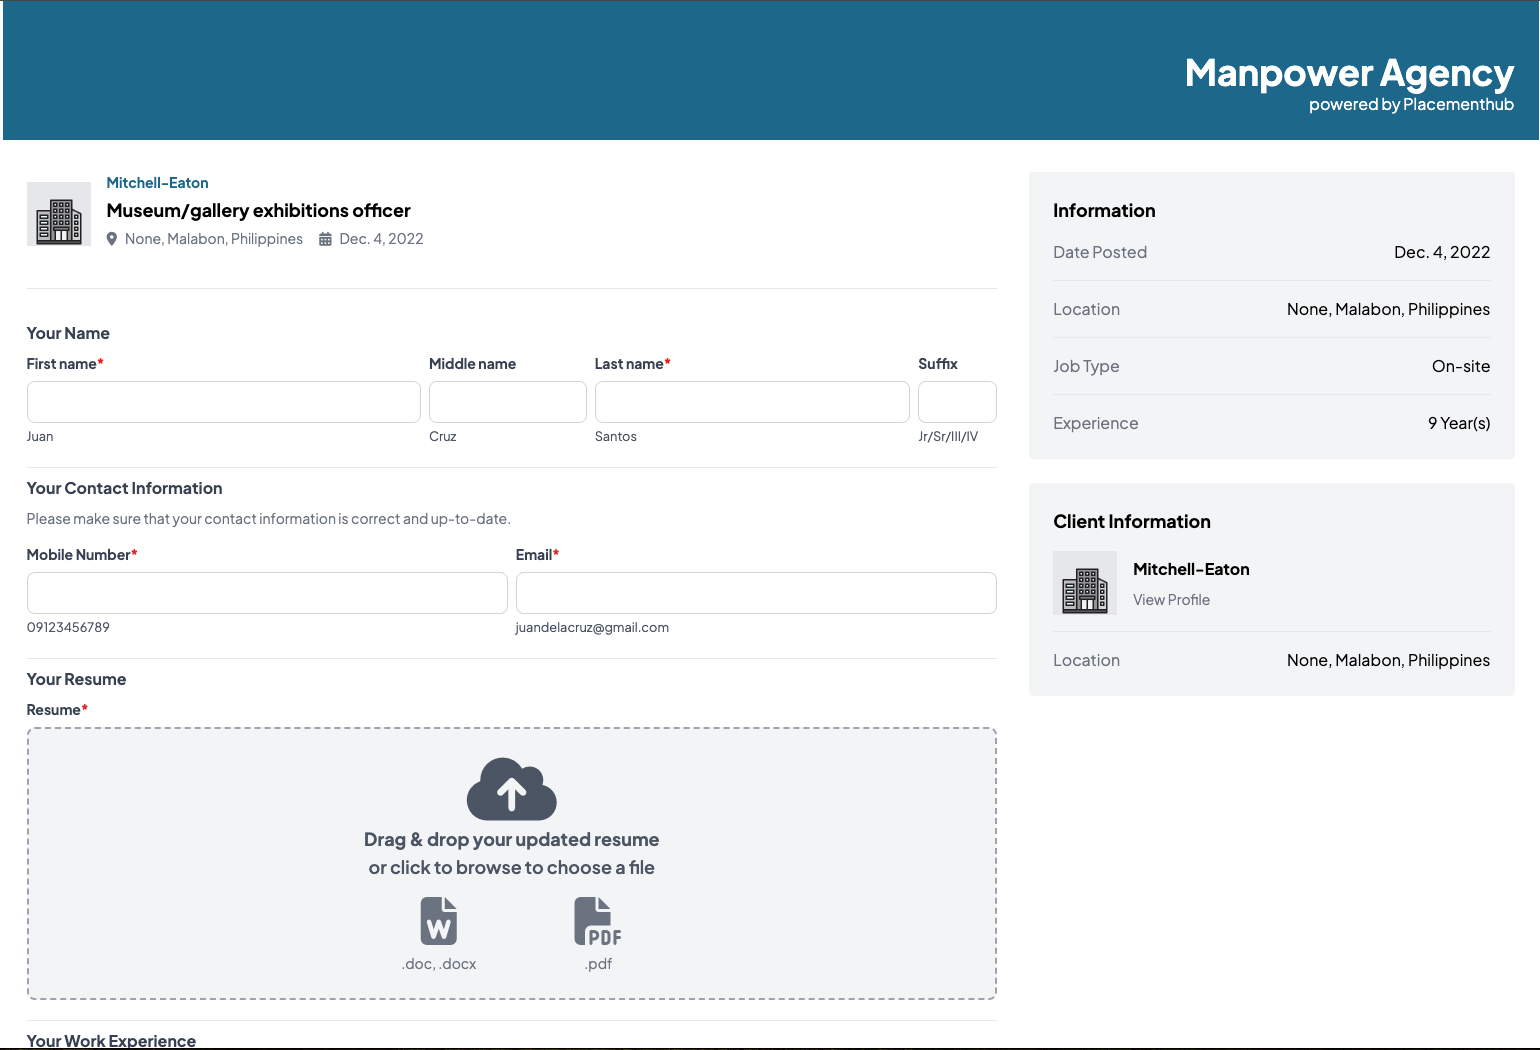 Manpower Agency
powered by Placementhub
Mitchell-Eaton
Museum/gallery exhibitions officer
None, Malabon, Philippines Dec. 4, 2022
Your Name
First name* Middle name Last name* Suffix
Juan Cruz Santos Jr/Sr/III/IV
Your Contact Information
Please make sure that your contact information is correct and up-to-date.
Mobile Number* Email*
09123456789 juandelacruz@gmail.com
Your Resume
Resume*
Drag & drop your updated resume
or click to browse to choose a file
W PDF
.doc, .docx .pdf
Your Work Experience
Information
Date Posted Dec. 4, 2022
Location None, Malabon, Philippines
Job Type On-site
Experience 9 Year(s)
Client Information
Mitchell-Eaton
View Profile
Location None, Malabon, Philippines